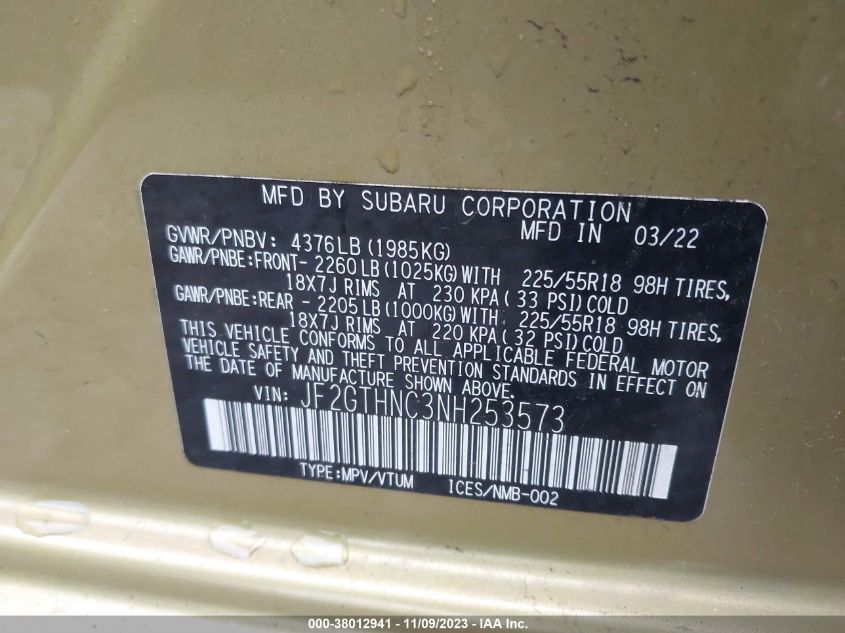 MFD BY SUBARU CORPORATION
GVWR/PNBV: 4376LB(1985KG) MFD IN 03/22
GAWR/PNBE:FRONT- 2260LB(1025KG)WITH 225/55R18 98H TIRES,
18X7J RIMS AT 230 KPA( 33 PSI)COLD
GAWR/PNBE:REAR - 2205LB(1000KG)WITH 225/55R18 98H TIRES,
18X7J RIMS AT 220 KPA( 32 PSI)COLD
THIS VEHICLE CONFORMS TO ALL APPLICABLE FEDERAL MOTOR
VEHICLE SAFETY AND THEFT PREVENTION STANDARDS IN EFFECT ON
THE DATE OF MANUFACTURE SHOWN ABOVE.
VIN: JF2GTHNC3NH253573
TYPE:MPV/VTUM ICES/NMB-002
000-38012941 - 11/09/2023 - IAA Inc.